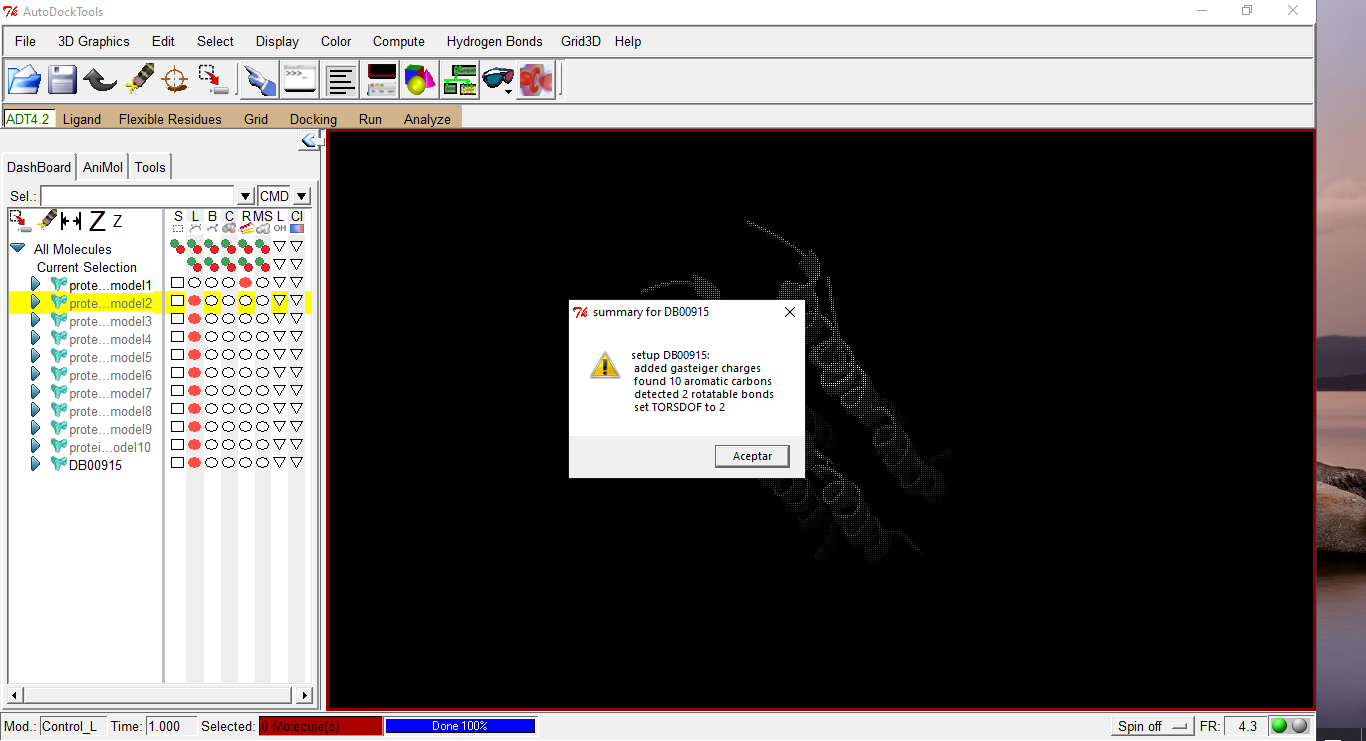 AutoDockTools
File 3D Graphics Edit Select Display Color Compute Hydrogen Bonds Grid3D Help
>>>_
ADT4.2 Ligand Flexible Residues Grid Docking Run Analyze
DashBoard AniMol Tools
Sel.: CMD
Z Z S L B C R MS L Cl
OH
All Molecules
Current Selection
prote...model1
prote...model2
prote...model3
prote...model4
prote...model5
prote...model6
prote...model7
prote...model8
prote...model9
protei...odel10
DB00915
summary for DB00915
setup DB00915:
added gasteiger charges
found 10 aromatic carbons
detected 2 rotatable bonds
set TORSDOF to 2
Aceptar
Mod.: Control_L Time: 1.000 Selected: 0 Molecule(s) Done 100% Spin off FR: 4.3